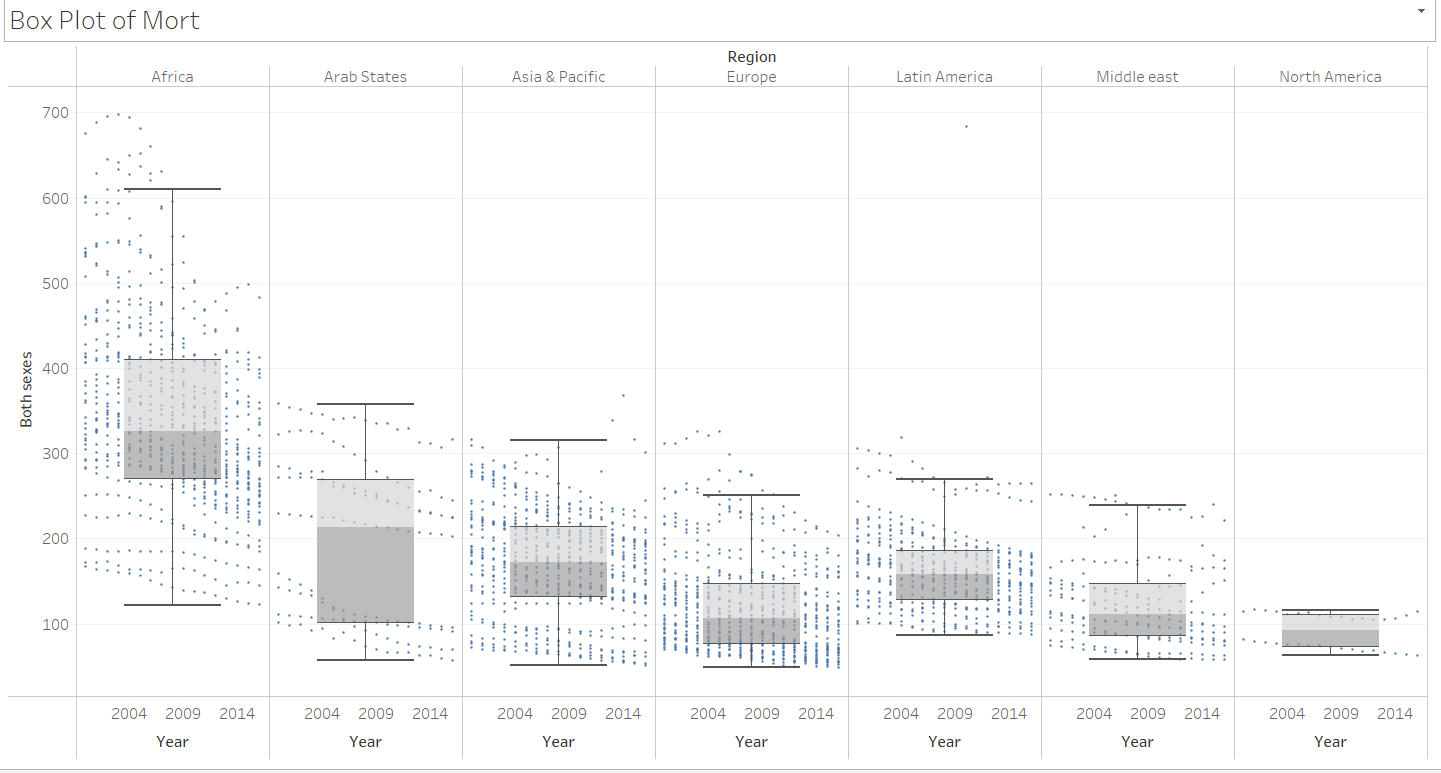 Box Plot of Mort
Region
Africa Arab States Asia & Pacific Europe Latin America Middle east North America
700
600
500
400
300
200
100
Both sexes
2004 2009 2014 2004 2009 2014 2004 2009 2014 2004 2009 2014 2004 2009 2014 2004 2009 2014 2004 2009 2014
Year Year Year Year Year Year Year